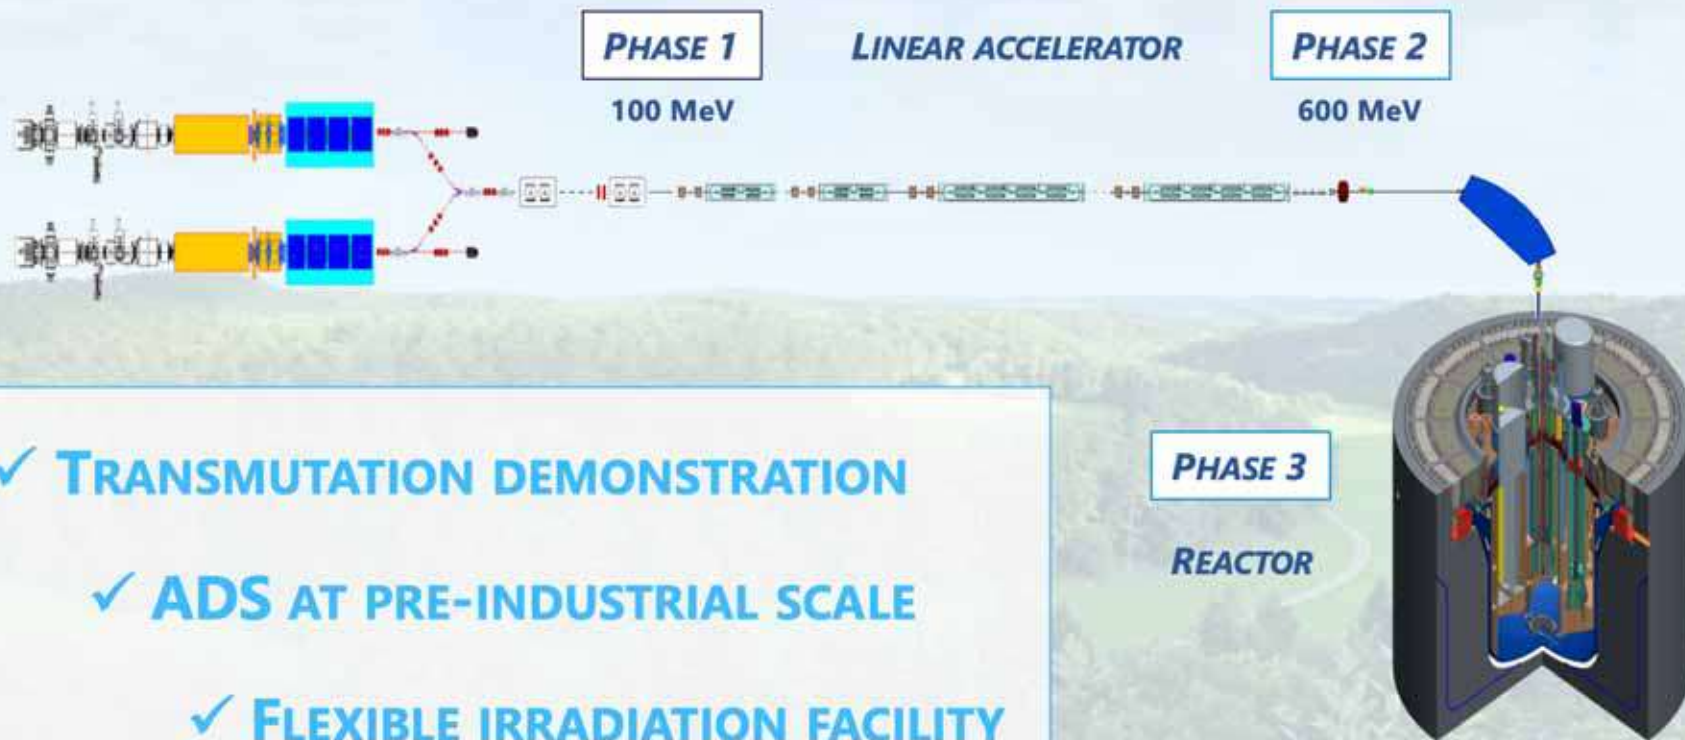 PHASE 1
LINEAR ACCELERATOR
PHASE 2
100 MeV
600 MeV
✓ TRANSMUTATION DEMONSTRATION
✓ ADS AT PRE-INDUSTRIAL SCALE
✓ FLEXIBLE IRRADIATION FACILITY
PHASE 3
REACTOR